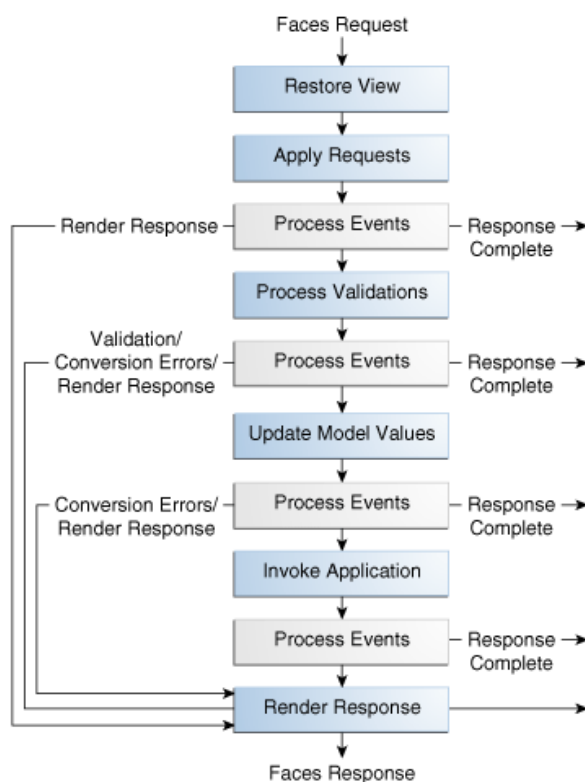 Faces Request
Restore View
Apply Requests
Render Response
Process Events
Response
Complete
Process Validations
Validation/
Conversion Errors/
Render Response
Process Events
Response
Complete
Update Model Values
Conversion Errors/
Render Response
Process Events
Response
Complete
Invoke Application
Process Events
Response
Complete
Render Response
Faces Response